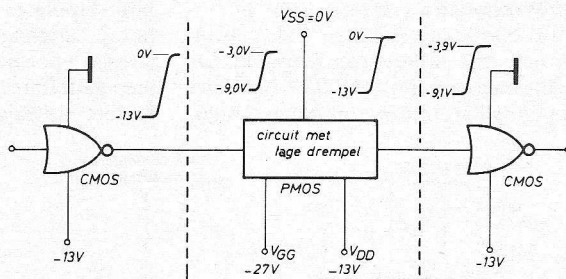 VSS=0V
0V
-13V
-3,0V
-9,0V
0V
-13V
-3,9V
-9,1V
circuit met
lage drempel
CMOS
PMOS
CMOS
-13V
VGG
-27V
VDD
-13V
-13V